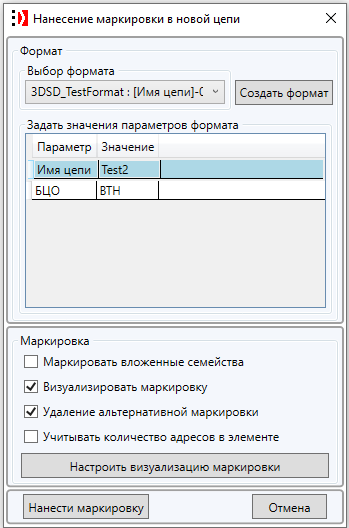 Нанесение маркировки в новой цепи
Формат
Выбор формата
3DSD_TestFormat : [Имя цепи]-0
Создать формат
Задать значения параметров формата
Параметр Значение
Имя цепи Test2
БЦО ВТН
Маркировка
Маркировать вложенные семейства
Визуализировать маркировку
Удаление альтернативной маркировки
Учитывать количество адресов в элементе
Настроить визуализацию маркировки
Нанести маркировку
Отмена